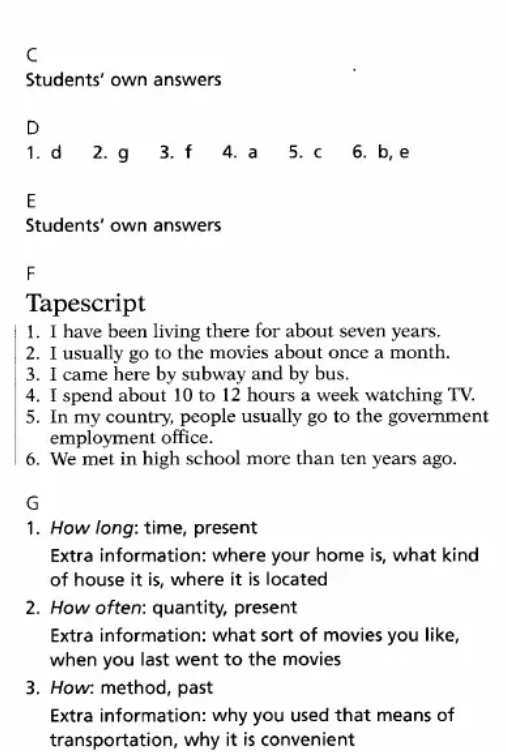 C
Students' own answers
D
1. d 2. g 3. f 4. a 5. c 6. b, e
E
Students' own answers
F
Tapescript
1. I have been living there for about seven years.
2. I usually go to the movies about once a month.
3. I came here by subway and by bus.
4. I spend about 10 to 12 hours a week watching TV.
5. In my country, people usually go to the government
employment office.
6. We met in high school more than ten years ago.
G
1. How long: time, present
Extra information: where your home is, what kind
of house it is, where it is located
2. How often: quantity, present
Extra information: what sort of movies you like,
when you last went to the movies
3. How: method, past
Extra information: why you used that means of
transportation, why it is convenient